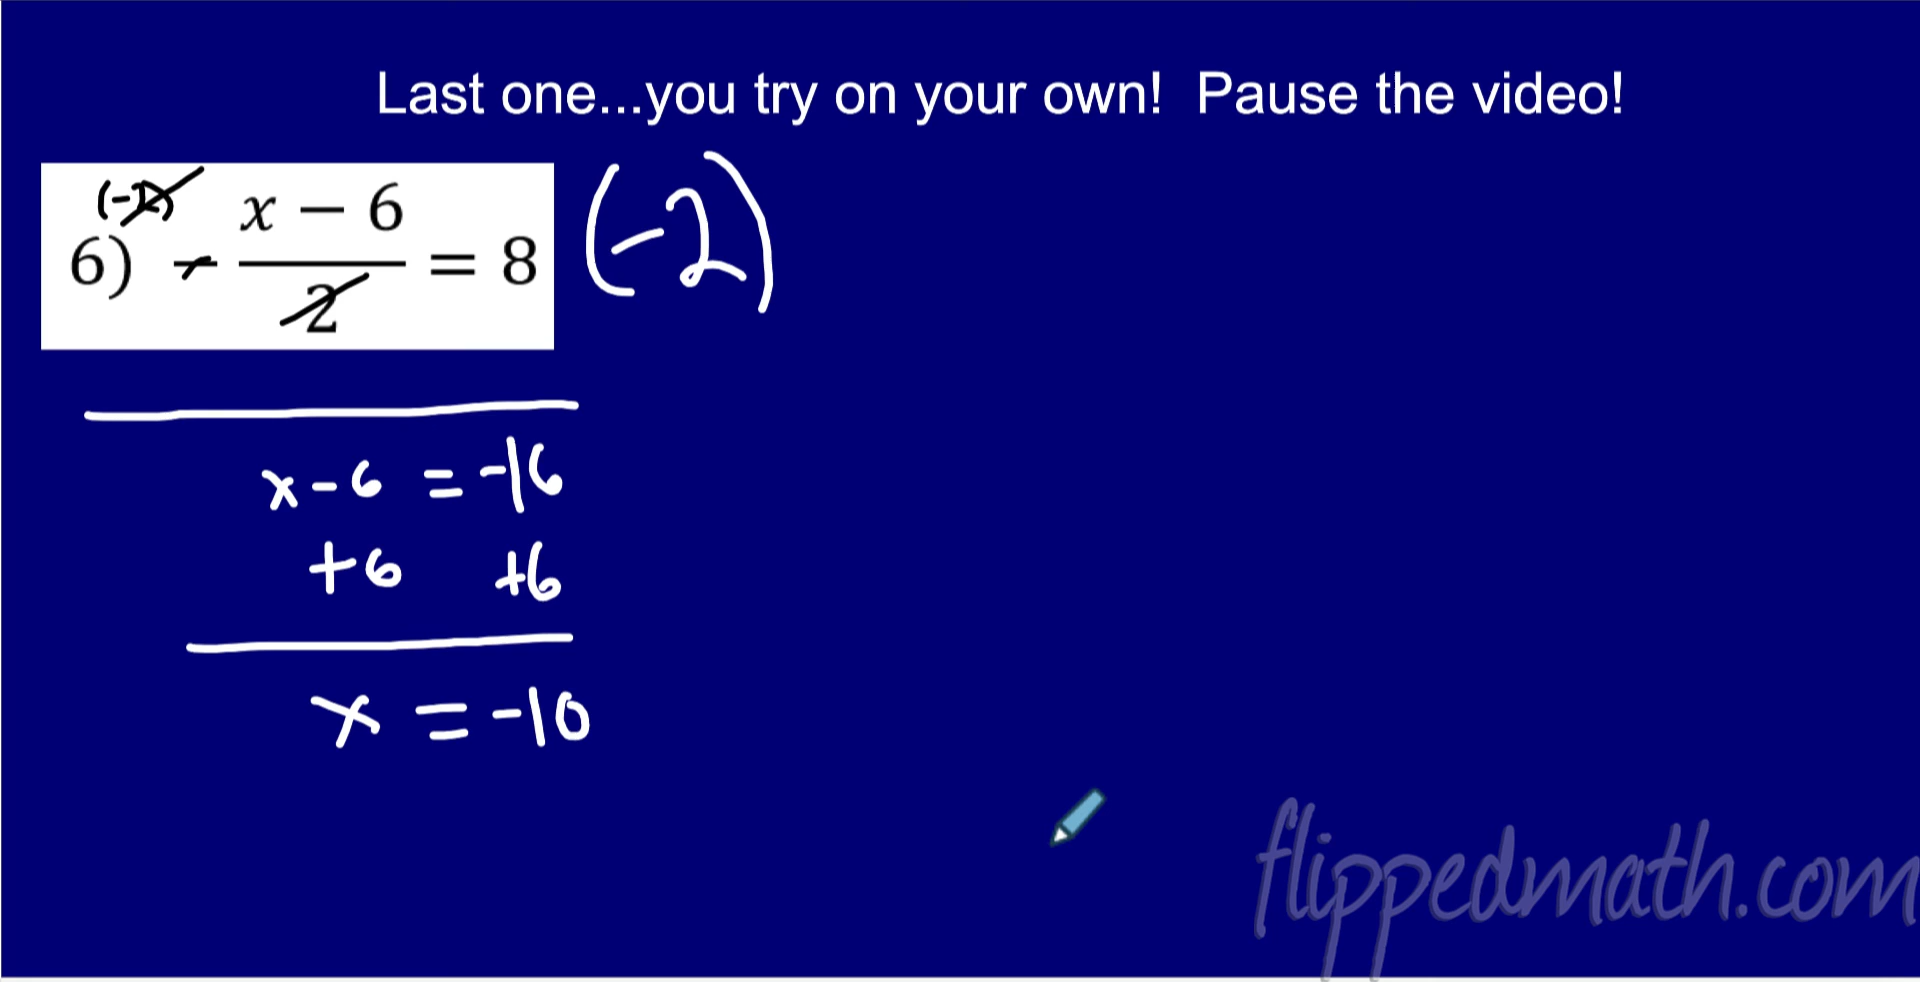 Last one...you try on your own!  Pause the video!
(-2)
6) - x − 6 / 2 = 8 (-2)
x - 6 = -16
+6 +6
x = -10
flippedmath.com